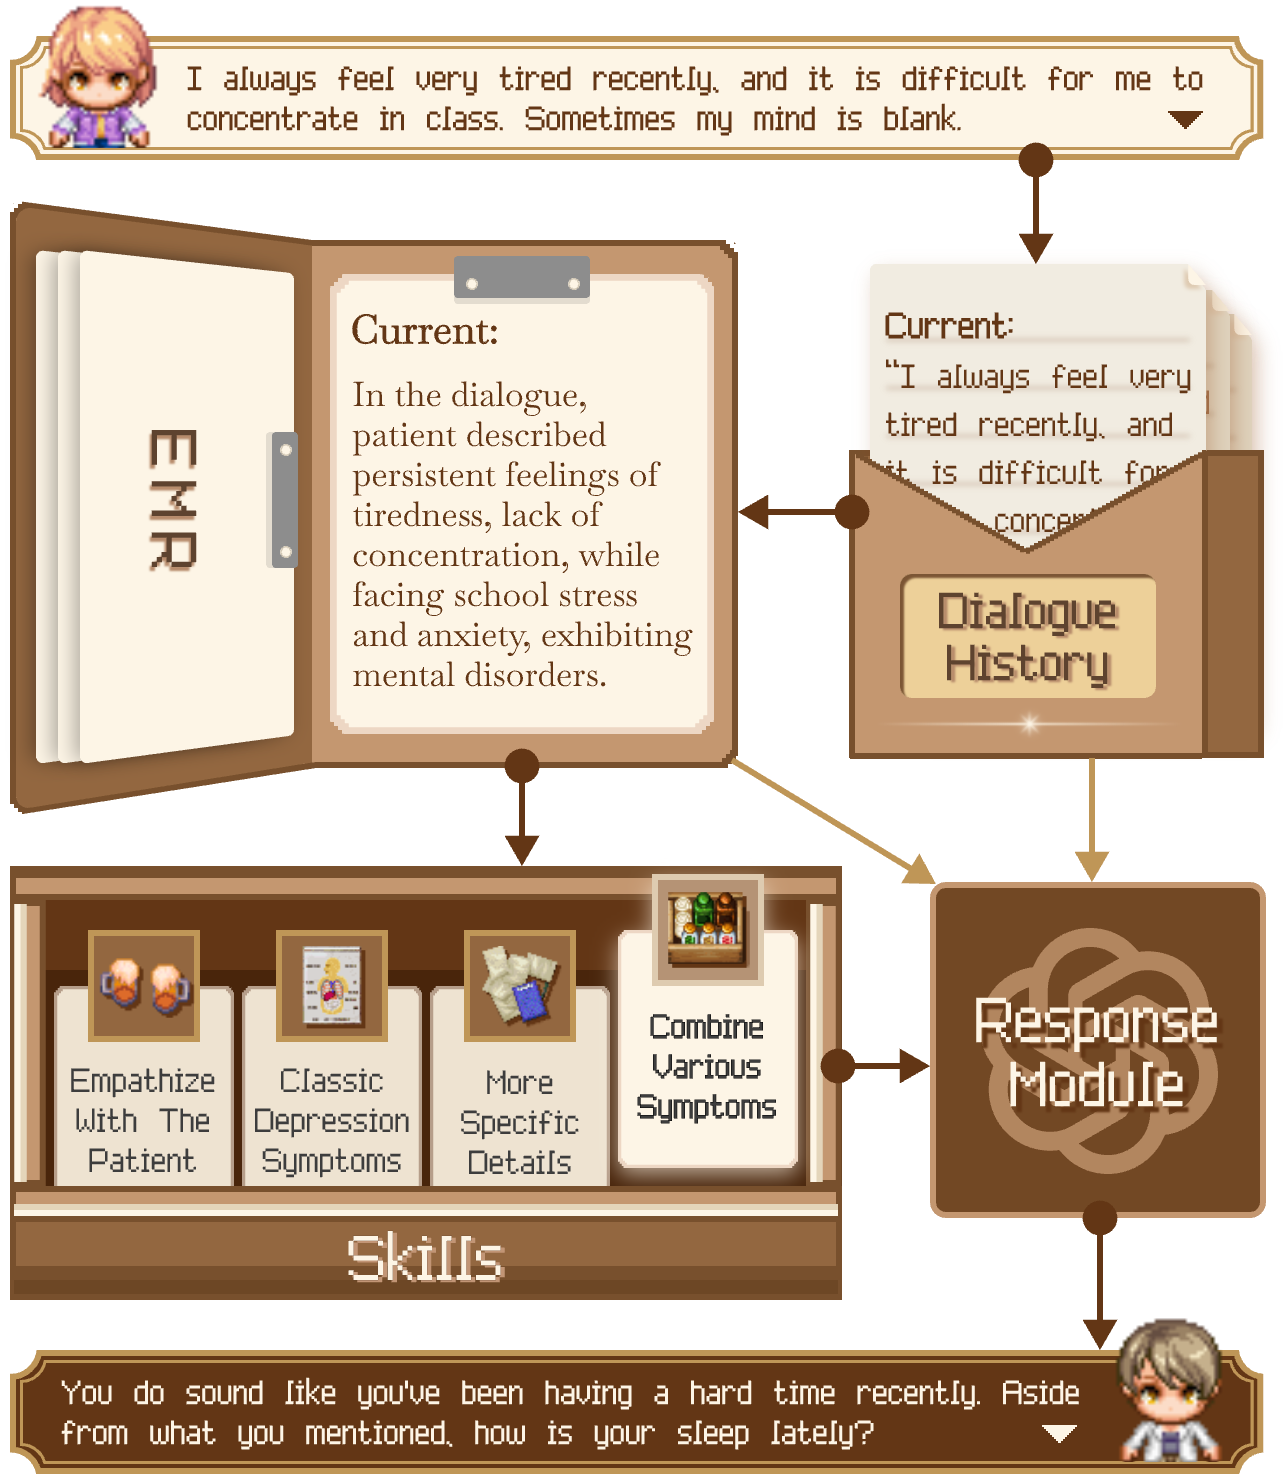 I always feel very tired recently, and it is difficult for me to
concentrate in class. Sometimes my mind is blank.
EMR
Current:
In the dialogue,
patient described
persistent feelings of
tiredness, lack of
concentration, while
facing school stress
and anxiety, exhibiting
mental disorders.
Current:
“I always feel very
tired recently, and
it is difficult for
concent
Dialogue
History
Empathize
With The
Patient
Classic
Depression
Symptoms
More
Specific
Details
Combine
Various
Symptoms
Skills
Response
Module
You do sound like you've been having a hard time recently. Aside
from what you mentioned, how is your sleep lately?